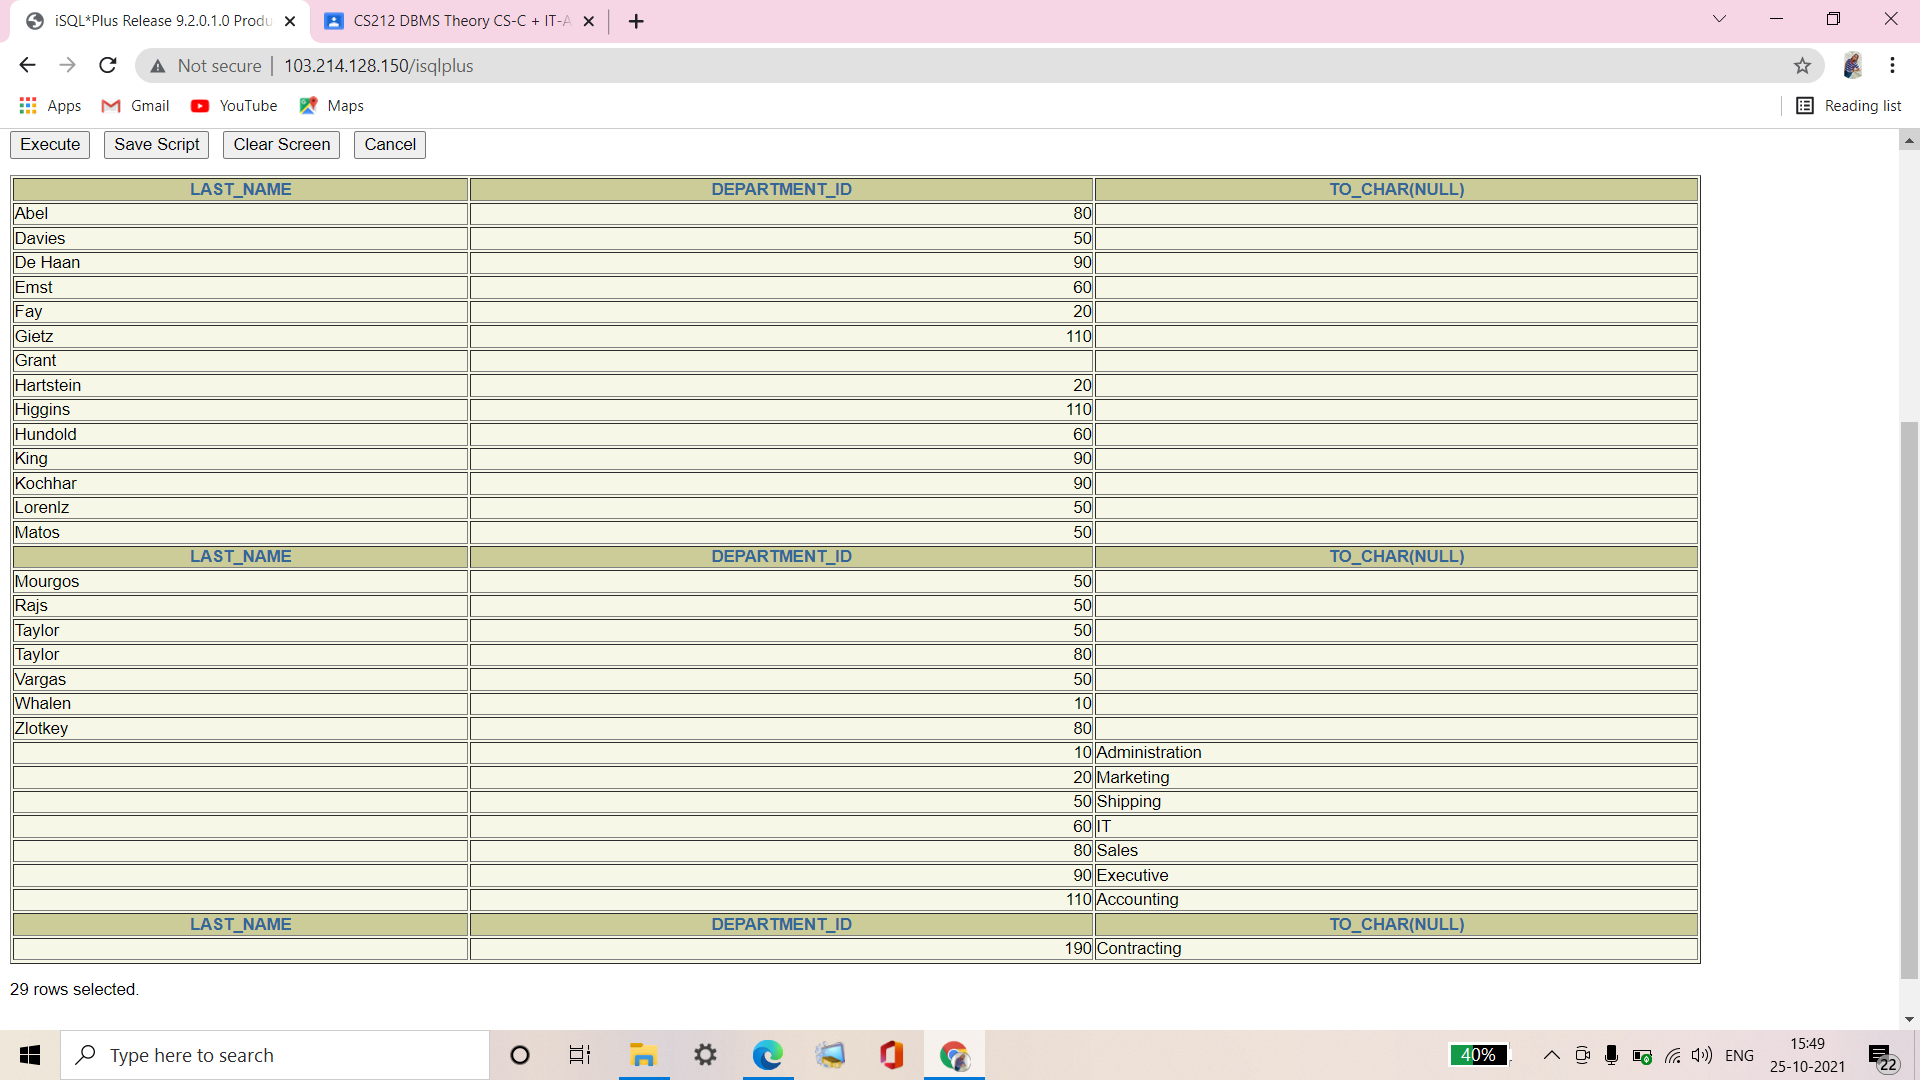 iSQL*Plus Release 9.2.0.1.0 Produ
CS212 DBMS Theory CS-C + IT-A
Not secure | 103.214.128.150/isqlplus
Apps Gmail YouTube Maps Reading list
Execute Save Script Clear Screen Cancel
LAST_NAME DEPARTMENT_ID TO_CHAR(NULL)
Abel 80
Davies 50
De Haan 90
Emst 60
Fay 20
Gietz 110
Grant
Hartstein 20
Higgins 110
Hundold 60
King 90
Kochhar 90
Lorenlz 50
Matos 50
LAST_NAME DEPARTMENT_ID TO_CHAR(NULL)
Mourgos 50
Rajs 50
Taylor 50
Taylor 80
Vargas 50
Whalen 10
Zlotkey 80
10 Administration
20 Marketing
50 Shipping
60 IT
80 Sales
90 Executive
110 Accounting
LAST_NAME DEPARTMENT_ID TO_CHAR(NULL)
190 Contracting
29 rows selected.
Type here to search
40%
ENG
15:49
25-10-2021
22